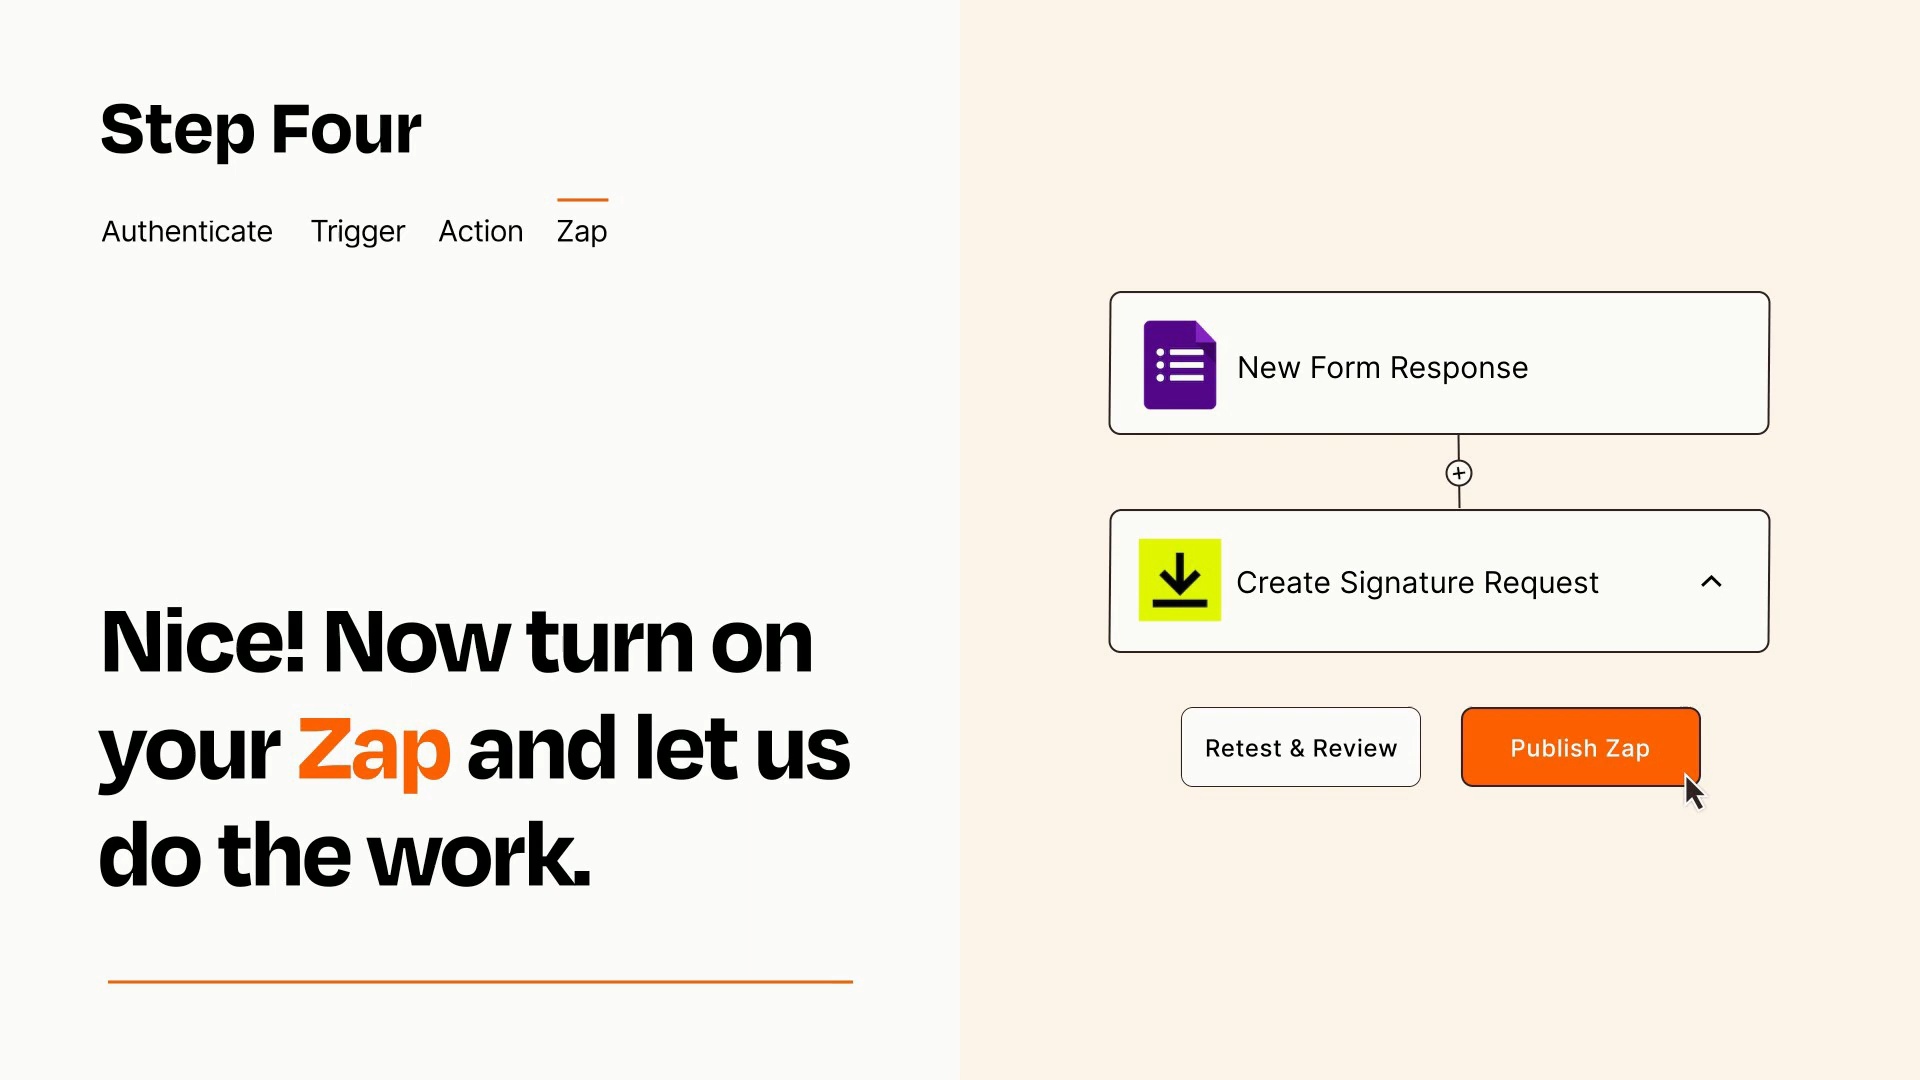 Step Four
Authenticate Trigger Action Zap
Nice! Now turn on
your Zap and let us
do the work.
New Form Response
Create Signature Request
Retest & Review
Publish Zap